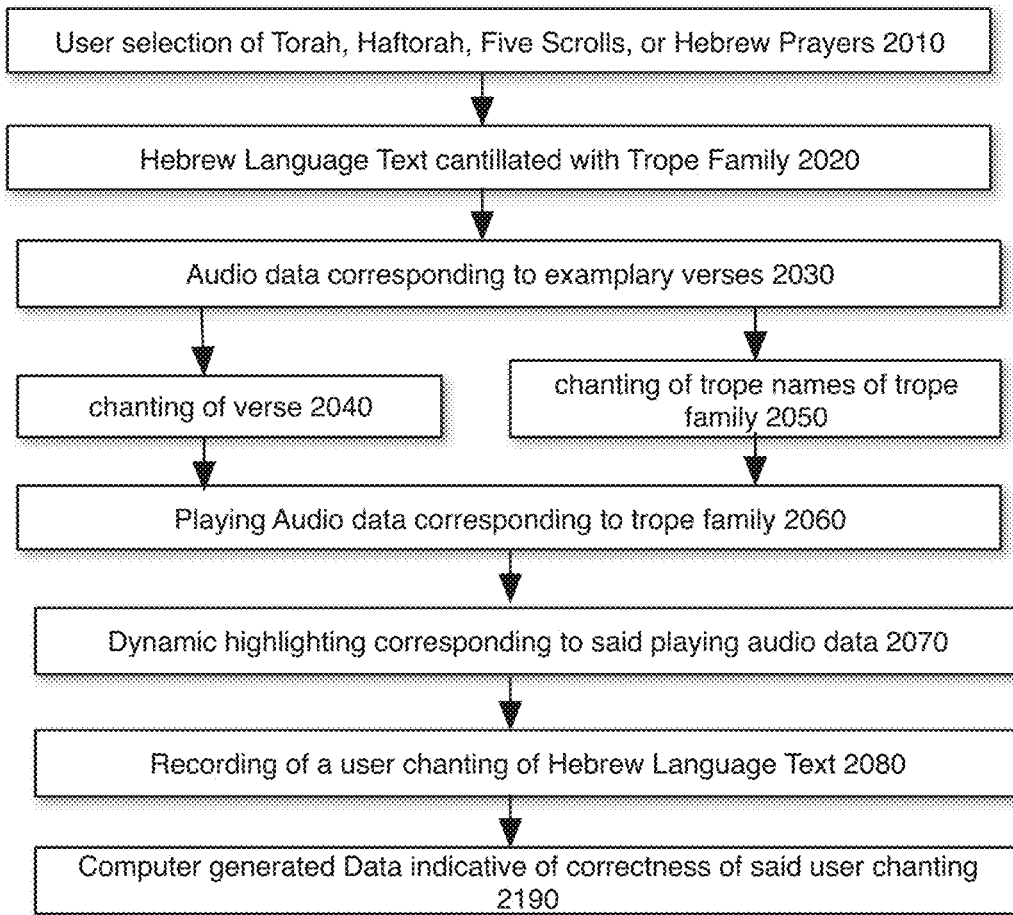 User selection of Torah, Haftorah, Five Scrolls, or Hebrew Prayers 2010
Hebrew Language Text cantillated with Trope Family 2020
Audio data corresponding to examplary verses 2030
chanting of verse 2040
chanting of trope names of trope
family 2050
Playing Audio data corresponding to trope family 2060
Dynamic highlighting corresponding to said playing audio data 2070
Recording of a user chanting of Hebrew Language Text 2080
Computer generated Data indicative of correctness of said user chanting
2190